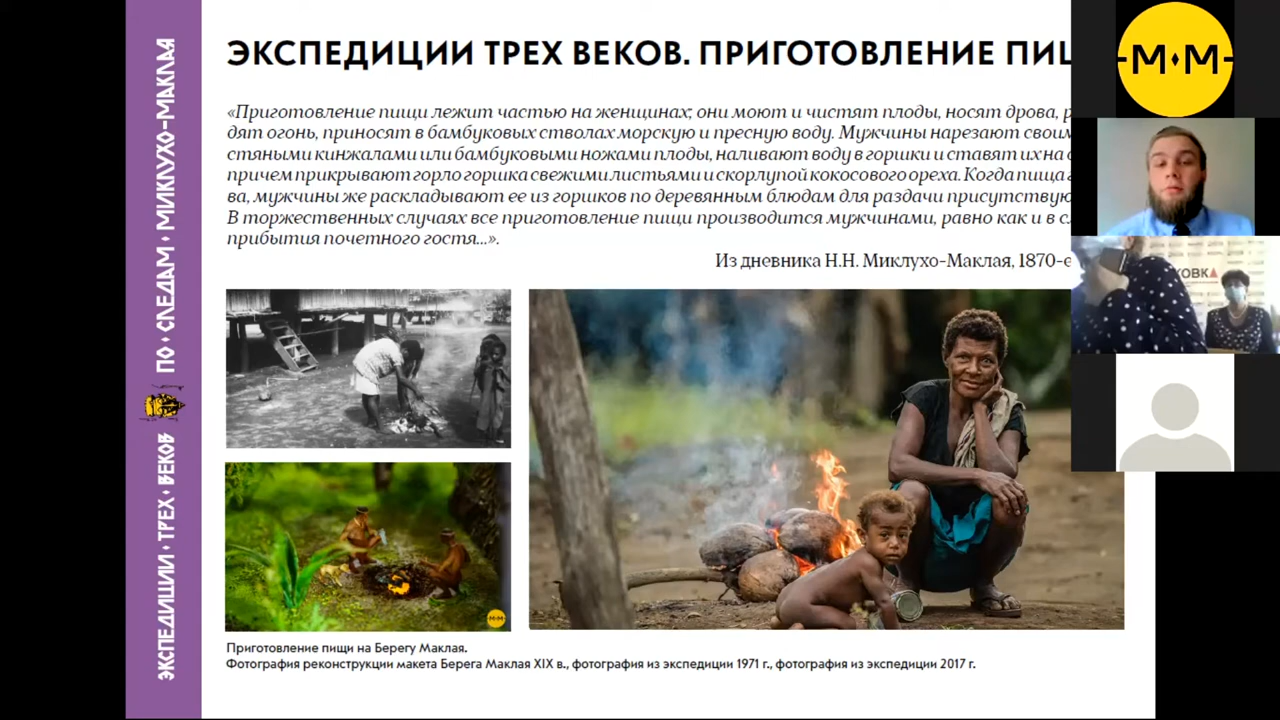 ЭКСПЕДИЦИИ ТРЕХ ВЕКОВ. ПРИГОТОВЛЕНИЕ
«Приготовление пищи лежит частью на женщинах; они моют и чистят плоды, носят дрова,
дят огонь, приносят в бамбуковых стволах морскую и пресную воду. Мужчины нарезают
стяными кинжалами или бамбуковыми ножами плоды, наливают воду в горшки и ставят их на
причем прикрывают горло горшка свежими листьями и скорлупой кокосового ореха. Когда пища
ва, мужчины же раскладывают ее из горшков по деревянным блюдам для раздачи
В торжественных случаях все приготовление пищи производится мужчинами, равно как и в
прибытия почетного гостя...».
Из дневника Н.Н. Миклухо-Маклая,
Приготовление пищи на Берегу Маклая.
Фотография реконструкции макета Берега Маклая XIX в., фотография из экспедиции 1971 г., фотография из экспедиции 2017 г.
ЭКСПЕДИЦИИ • ТРЕХ • ВЕКОВ
ПО • СЛЕДАМ • МИКЛУХО-МАКЛАЯ
-М•М-
М•М